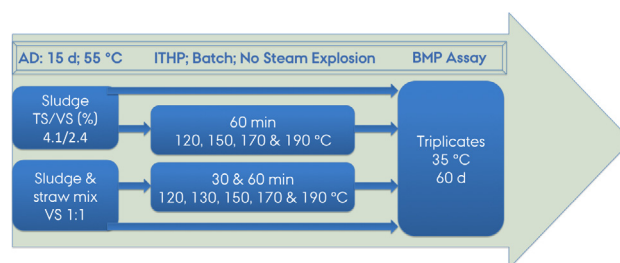 AD: 15 d; 55 °C
ITHP; Batch; No Steam Explosion
BMP Assay
Sludge
TS/VS (%)
4.1/2.4
60 min
120, 150, 170 & 190 °C
Triplicates
35 °C
60 d
Sludge &
straw mix
VS 1:1
30 & 60 min
120, 130, 150, 170 & 190 °C